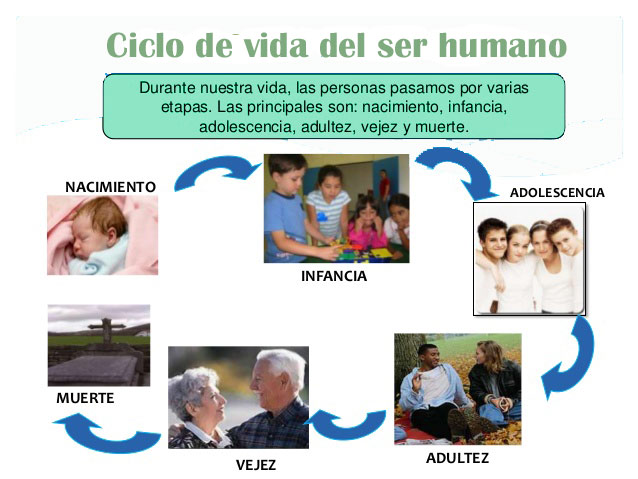 Ciclo de vida del ser humano
Durante nuestra vida, las personas pasamos por varias
etapas. Las principales son: nacimiento, infancia,
adolescencia, adultez, vejez y muerte.
NACIMIENTO
INFANCIA
ADOLESCENCIA
ADULTEZ
VEJEZ
MUERTE